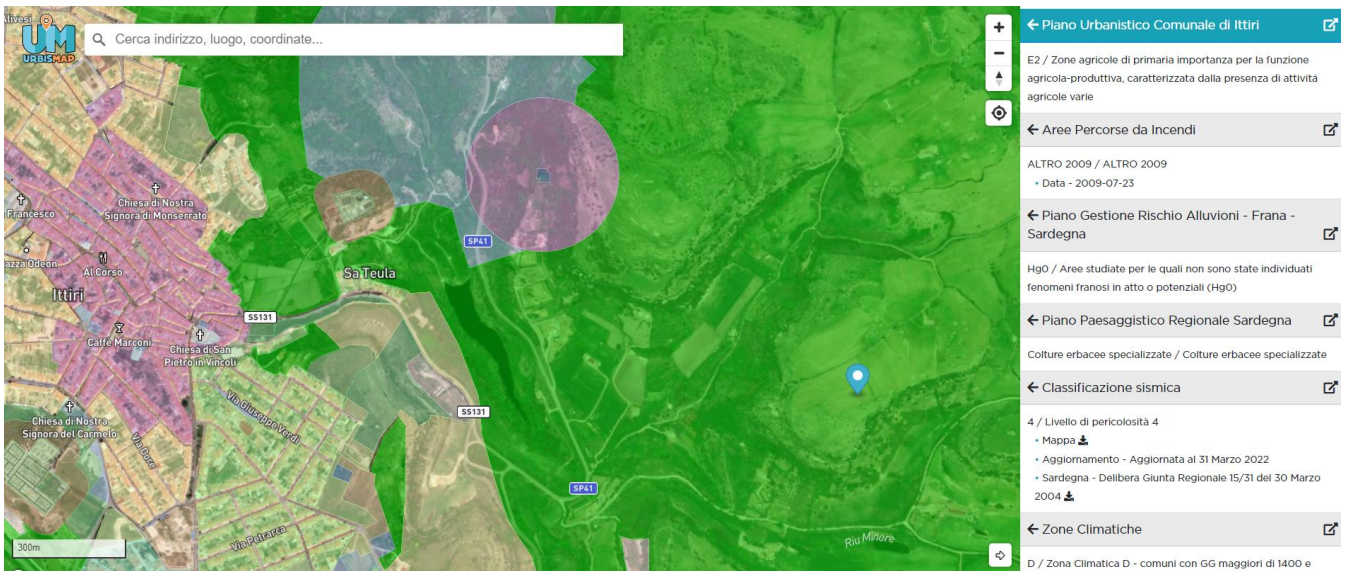 livesi
UM
URBISMAP
Cerca indirizzo, luogo, coordinate...
Chiesa di Nostra
Signora di Monserrato
Francesco
azza Odeon
Al Corso
Ittiri
Caffè Marconi
Chiesa di San
Pietro in Vincoli
SS131
Sa Teula
SP41
Chiesa di Nostra
Signora del Carmelo
Via Dore
Via Giuseppe Verdi
SS131
SP41
Via Petrarca
Riu Minore
300m
Piano Urbanistico Comunale di Ittiri
E2 / Zone agricole di primaria importanza per la funzione
agricola-produttiva, caratterizzata dalla presenza di attività
agricole varie
Aree Percorse da Incendi
ALTRO 2009 / ALTRO 2009
• Data - 2009-07-23
Piano Gestione Rischio Alluvioni - Frana -
Sardegna
Hg0 / Aree studiate per le quali non sono state individuati
fenomeni franosi in atto o potenziali (Hg0)
Piano Paesaggistico Regionale Sardegna
Colture erbacee specializzate / Colture erbacee specializzate
Classificazione sismica
4 / Livello di pericolosità 4
• Mappa
• Aggiornamento - Aggiornata al 31 Marzo 2022
• Sardegna - Delibera Giunta Regionale 15/31 del 30 Marzo
2004
Zone Climatiche
D / Zona Climatica D - comuni con GG maggiori di 1400 e